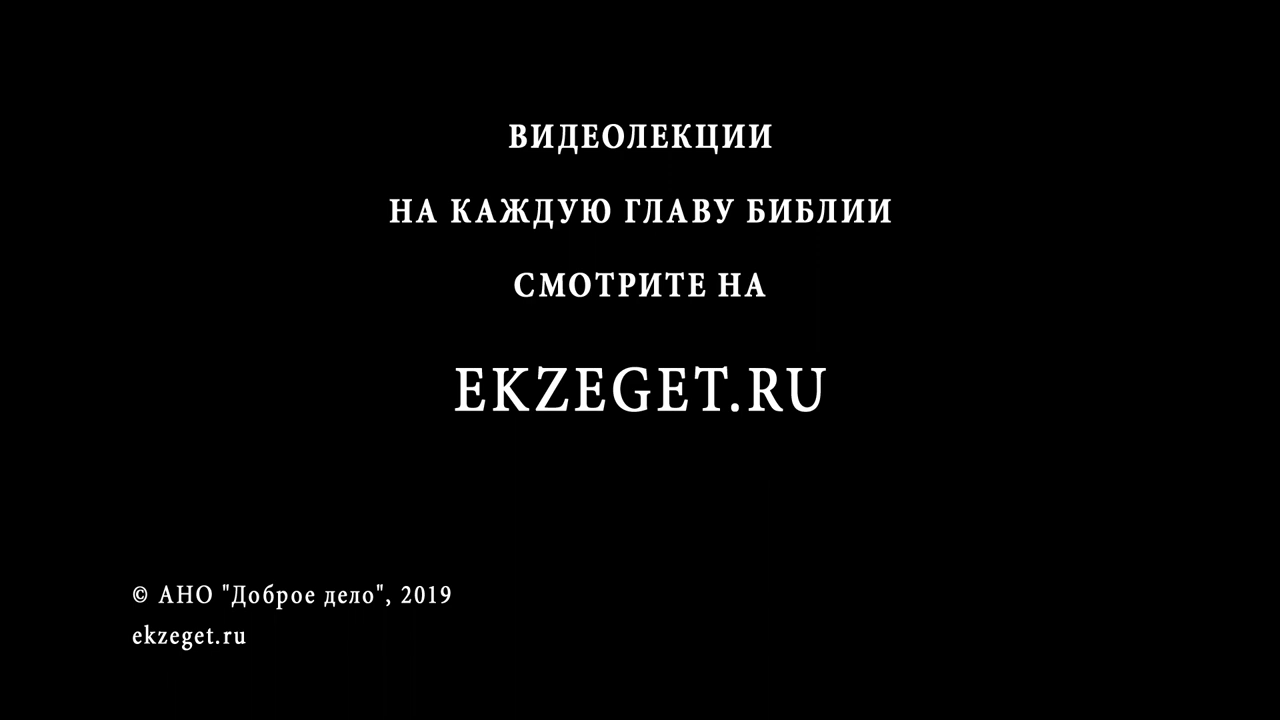 ВИДЕОЛЕКЦИИ
НА КАЖДУЮ ГЛАВУ БИБЛИИ
СМОТРИТЕ НА
EKZEGET.RU
© АНО "Доброе дело", 2019
ekzeget.ru